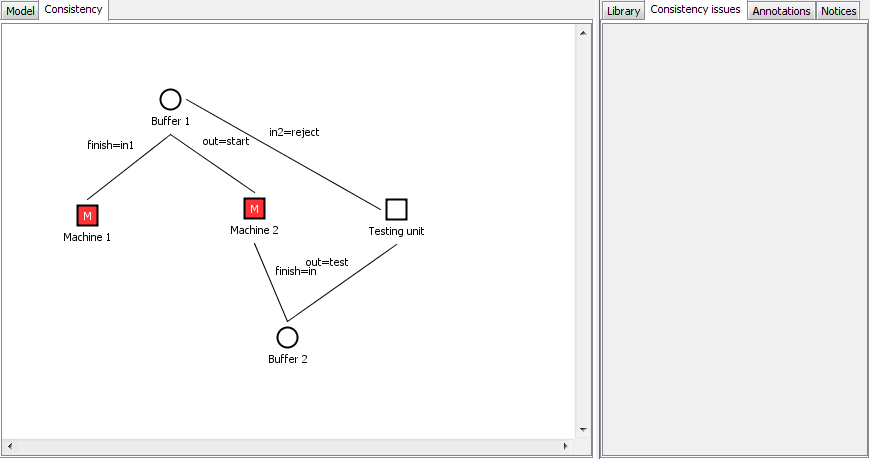 Model Consistency Library Consistency issues Annotations Notices
Buffer 1
in2=reject
finish=in1
out=start
M
M
Machine 1
Machine 2
Testing unit
out=test
finish=in
Buffer 2